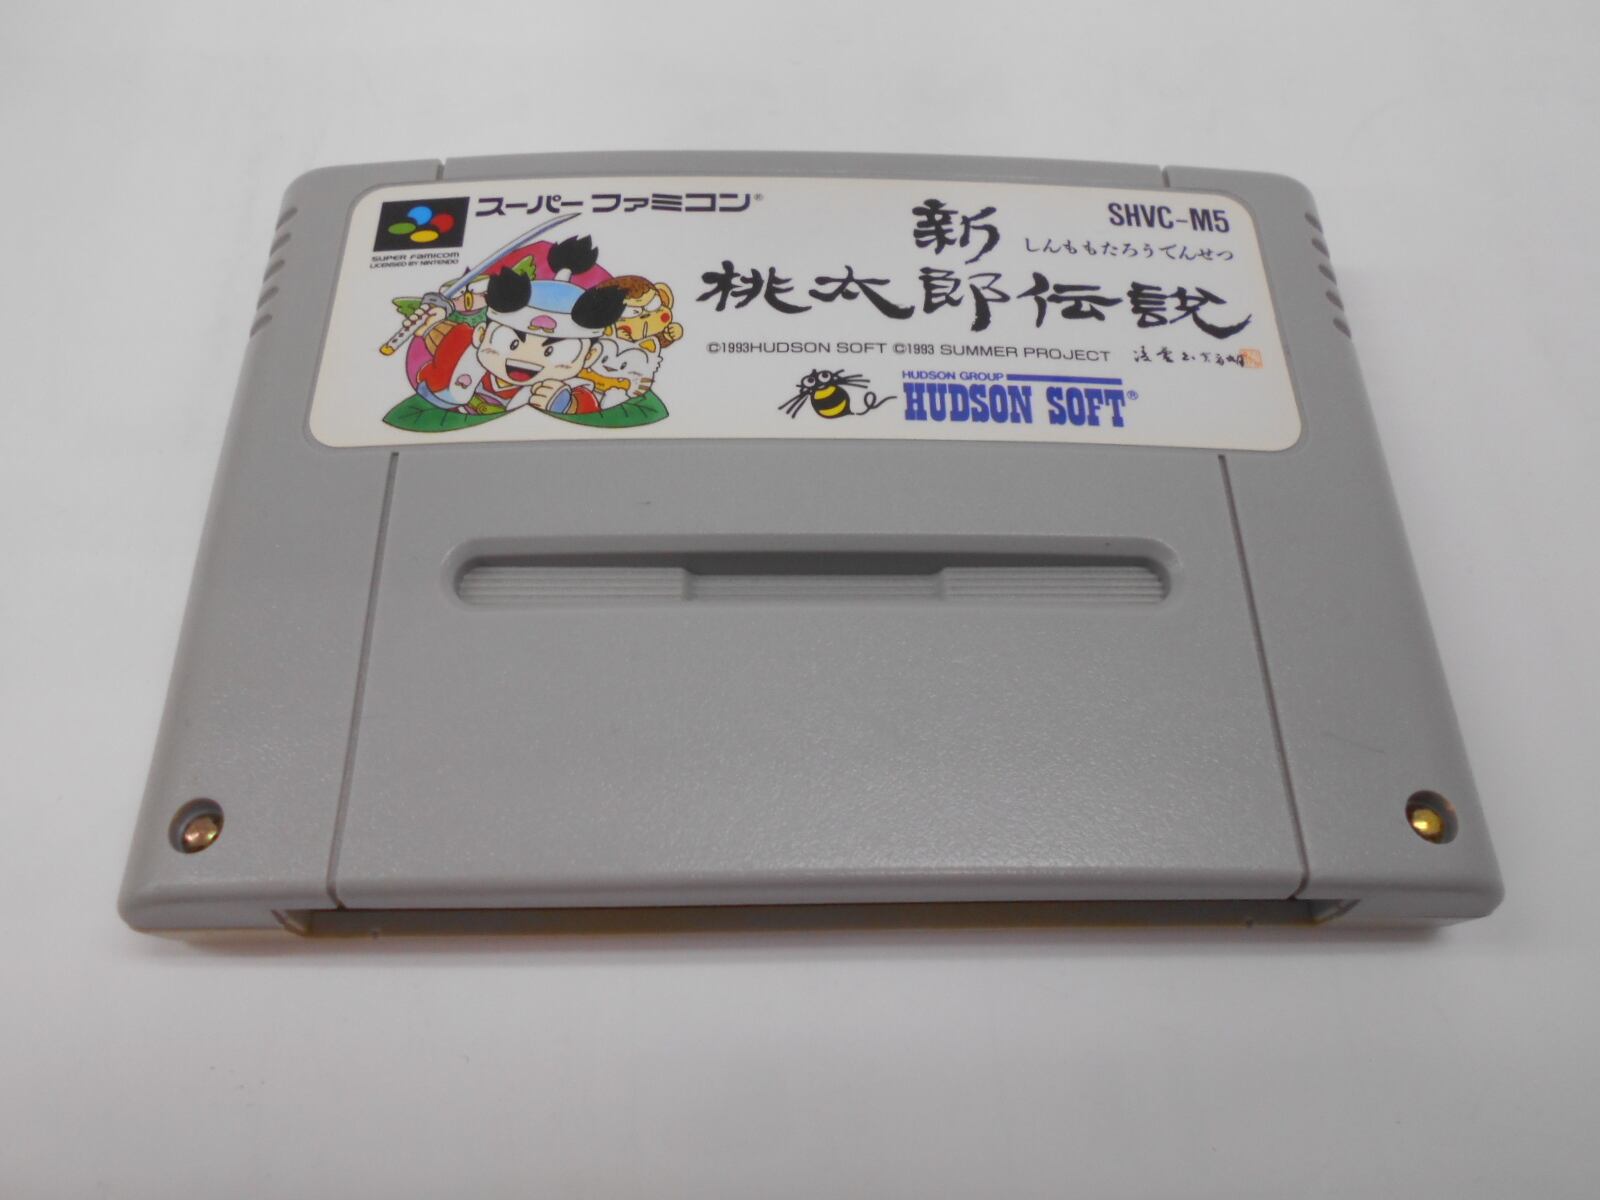 スーパーファミコン®
SUPER FAMICOM
LICENSED BY NINTENDO
SHVC-M5
新
しんももたろうでんせつ
桃太郎伝説
©1993HUDSON SOFT ©1993 SUMMER PROJECT
HUDSON GROUP
HUDSON SOFT®